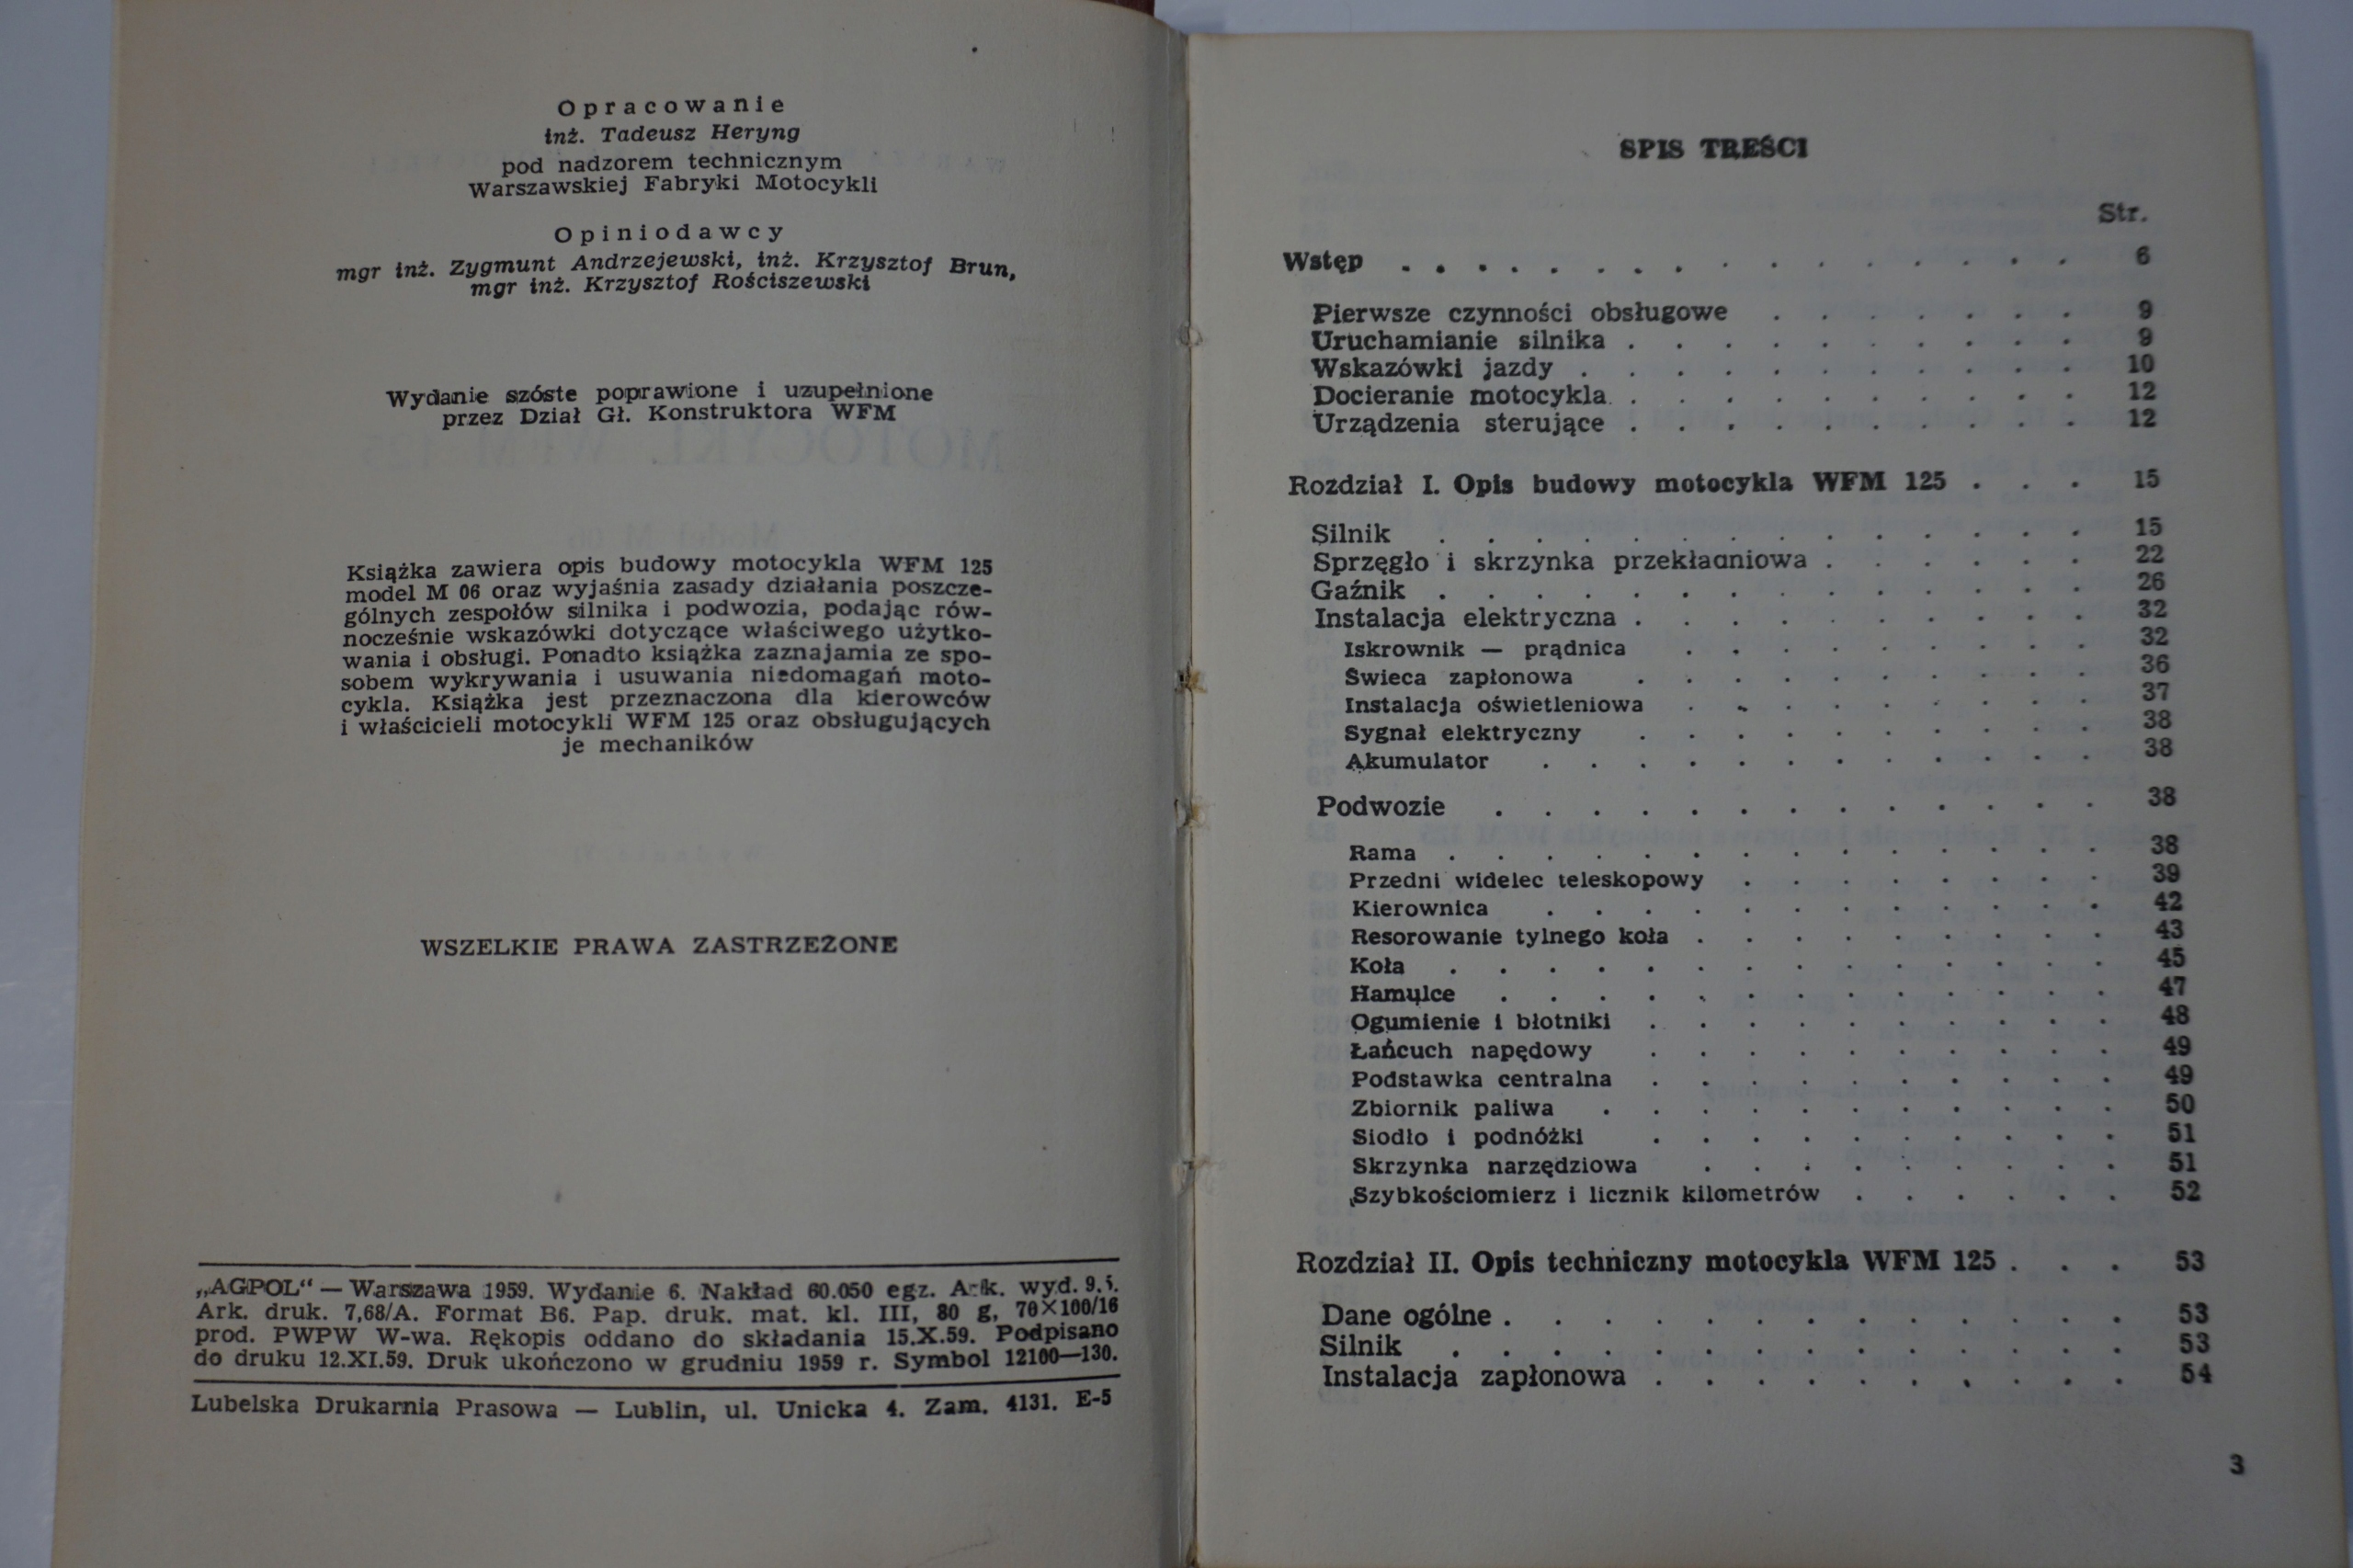 Opracowanie
inż. Tadeusz Heryng
pod nadzorem technicznym
Warszawskiej Fabryki Motocykli
Opiniodawcy
mgr inż. Zygmunt Andrzejewski, inż. Krzysztof Brun,
mgr inż. Krzysztof Rościszewski
Wydanie szóste poprawione i uzupełnione
przez Dział Gł. Konstruktora WFM
Książka zawiera opis budowy motocykla WFM 125
model M 06 oraz wyjaśnia zasady działania poszcze-
gólnych zespołów silnika i podwozia, podając rów-
nocześnie wskazówki dotyczące właściwego użytko-
wania i obsługi. Ponadto książka zaznajamia ze spo-
sobem wykrywania i usuwania niedomagań moto-
cykla. Książka jest przeznaczona dla kierowców
i właścicieli motocykli WFM 125 oraz obsługujących
je mechaników
WSZELKIE PRAWA ZASTRZEŻONE
„AGPOL“ — Warszawa 1959. Wydanie 6. Nakład 60.050 egz. Ark. wyd.
Ark. druk. 7,68/A. Format B6. Pap. druk. mat. kl. III, 80 g, 70×100/16
prod. PWPW W-wa. Rękopis oddano do składania 15.X.59. Podpisano
do druku 12.XI.59. Druk ukończono w grudniu 1959 r. Symbol 12100—130.
Lubelska Drukarnia Prasowa — Lublin, ul. Unicka 4. Zam. 4131. E-5
SPIS TREŚCI
Str.
Wstęp . . . . . . . . . . . . . . . . 6
Pierwsze czynności obsługowe . . . . . . . 9
Uruchamianie silnika . . . . . . . . . . 9
Wskazówki jazdy . . . . . . . . . . . 10
Docieranie motocykla . . . . . . . . . . 12
Urządzenia sterujące . . . . . . . . . . 12
Rozdział I. Opis budowy motocykla WFM 125 . . . 15
Silnik . . . . . . . . . . . . . . 15
Sprzęgło i skrzynka przekładniowa . . . . . . 22
Gaźnik . . . . . . . . . . . . . . 26
Instalacja elektryczna . . . . . . . . . . 32
Iskrownik — prądnica . . . . . . . . . 32
Świeca zapłonowa . . . . . . . . . . 36
Instalacja oświetleniowa . . . . . . . . . 37
Sygnał elektryczny . . . . . . . . . . 38
Akumulator . . . . . . . . . . . . 38
Podwozie . . . . . . . . . . . . . 38
Rama . . . . . . . . . . . . . . 38
Przedni widelec teleskopowy . . . . . . . . 39
Kierownica . . . . . . . . . . . . 42
Resorowanie tylnego koła . . . . . . . . . 43
Koła . . . . . . . . . . . . . . 45
Hamulce . . . . . . . . . . . . . 47
Ogumienie i błotniki . . . . . . . . . . 48
Łańcuch napędowy . . . . . . . . . . 49
Podstawka centralna . . . . . . . . . . 49
Zbiornik paliwa . . . . . . . . . . . 50
Siodło i podnóżki . . . . . . . . . . 51
Skrzynka narzędziowa . . . . . . . . . 51
Szybkościomierz i licznik kilometrów . . . . . . 52
Rozdział II. Opis techniczny motocykla WFM 125 . . . 53
Dane ogólne . . . . . . . . . . . . . 53
Silnik . . . . . . . . . . . . . . 53
Instalacja zapłonowa . . . . . . . . . . 54
3